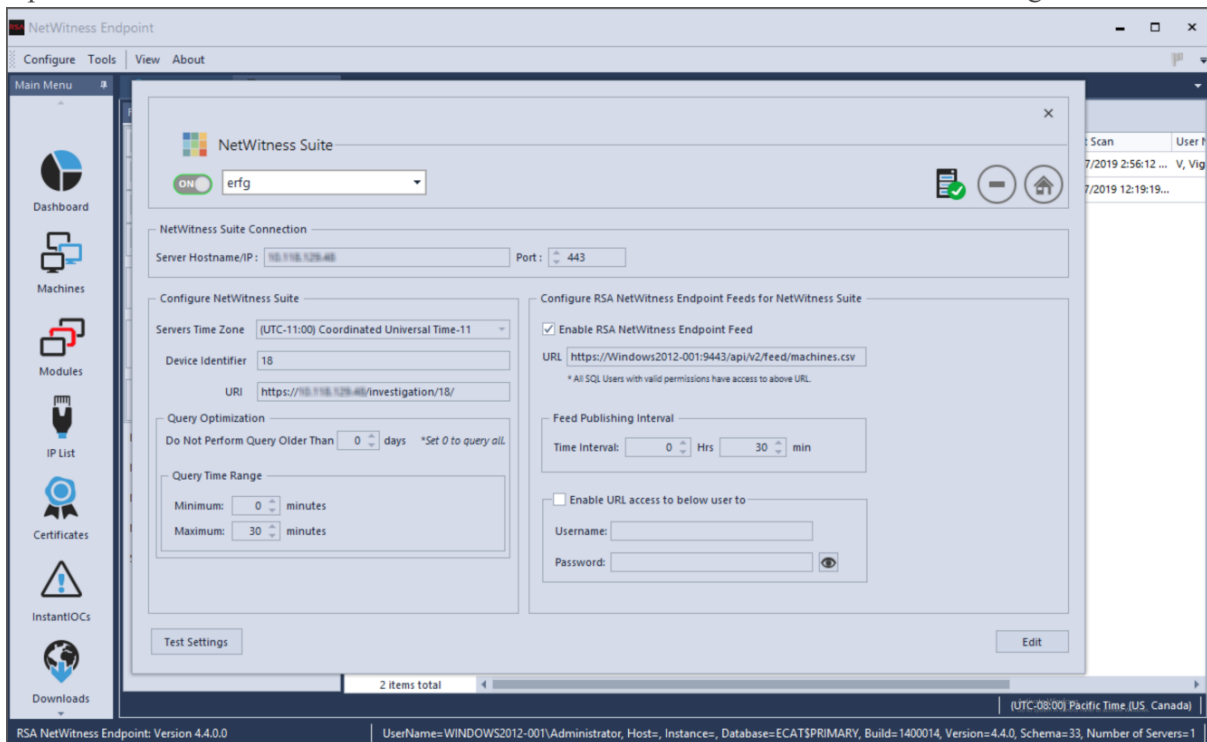 RSA NetWitness Endpoint
Configure Tools View About
Main Menu
NetWitness Suite
ON erfg
Scan User N
7/2019 2:56:12 ... V, Vig
7/2019 12:19:19...
Dashboard
Machines
Modules
IP List
Certificates
InstantIOCs
Downloads
NetWitness Suite Connection
Server Hostname/IP: 10.118.129.48 Port: 443
Configure NetWitness Suite
Servers Time Zone (UTC-11:00) Coordinated Universal Time-11
Device Identifier 18
URI https:// /investigation/18/
Query Optimization
Do Not Perform Query Older Than 0 days *Set 0 to query all.
Query Time Range
Minimum: 0 minutes
Maximum: 30 minutes
Configure RSA NetWitness Endpoint Feeds for NetWitness Suite
Enable RSA NetWitness Endpoint Feed
URL https://Windows2012-001:9443/api/v2/feed/machines.csv
* All SQL Users with valid permissions have access to above URL.
Feed Publishing Interval
Time Interval: 0 Hrs 30 min
Enable URL access to below user to
Username:
Password:
Test Settings Edit
2 items total
(UTC-08:00) Pacific Time (US, Canada)
RSA NetWitness Endpoint: Version 4.4.0.0 UserName=WINDOWS2012-001\Administrator, Host=, Instance=, Database=ECAT$PRIMARY, Build=1400014, Version=4.4.0, Schema=33, Number of Servers=1